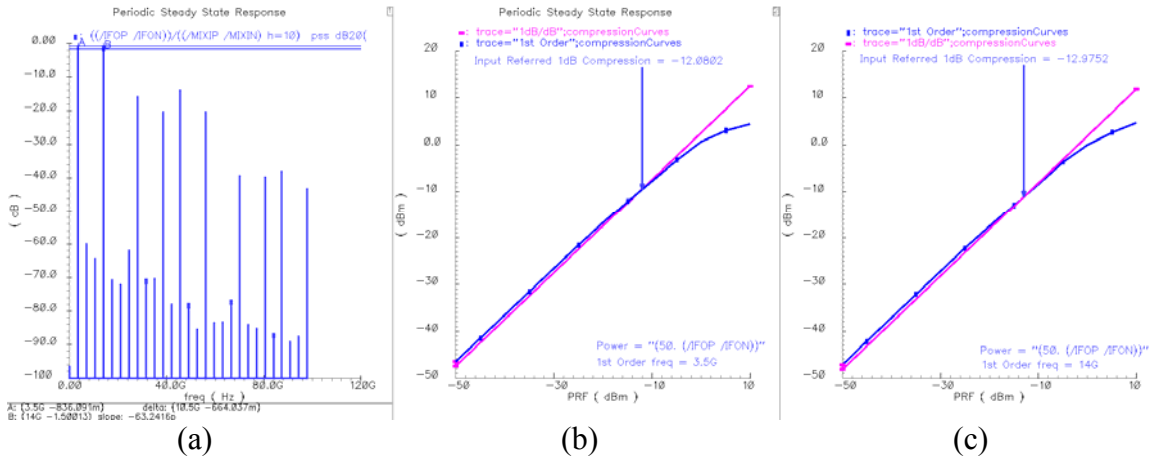 Periodic Steady State Response
1
: ((/IFOP /IFON)/(/MIXIP /MIXIN) h=10) pss dB20(
A
B
0.00
-10.0
-20.0
-30.0
-40.0
-50.0
-60.0
-70.0
-80.0
-90.0
-100
( dB )
0.00
40.0G
80.0G
120G
freq ( Hz )
A: (3.5G -836.091m) delta: (10.5G -664.037m)
B: (14G -1.50013) slope: -63.2416p
(a)
Periodic Steady State Response
2
: trace="1dB/dB";compressionCurves
: trace="1st Order";compressionCurves
Input Referred 1dB Compression = -12.0802
20
10
0.0
-10
-20
-30
-40
-50
( dBm )
Power = "(50. (/IFOP /IFON))"
1st Order freq = 3.5G
-50
-30
-10
10
PRF ( dBm )
(b)
: trace="1st Order";compressionCurves
: trace="1dB/dB";compressionCurves
Input Referred 1dB Compression = -12.9752
20
10
0.0
-10
-20
-30
-40
-50
( dBm )
Power = "(50. (/IFOP /IFON))"
1st Order freq = 14G
-50
-30
-10
10
PRF ( dBm )
(c)